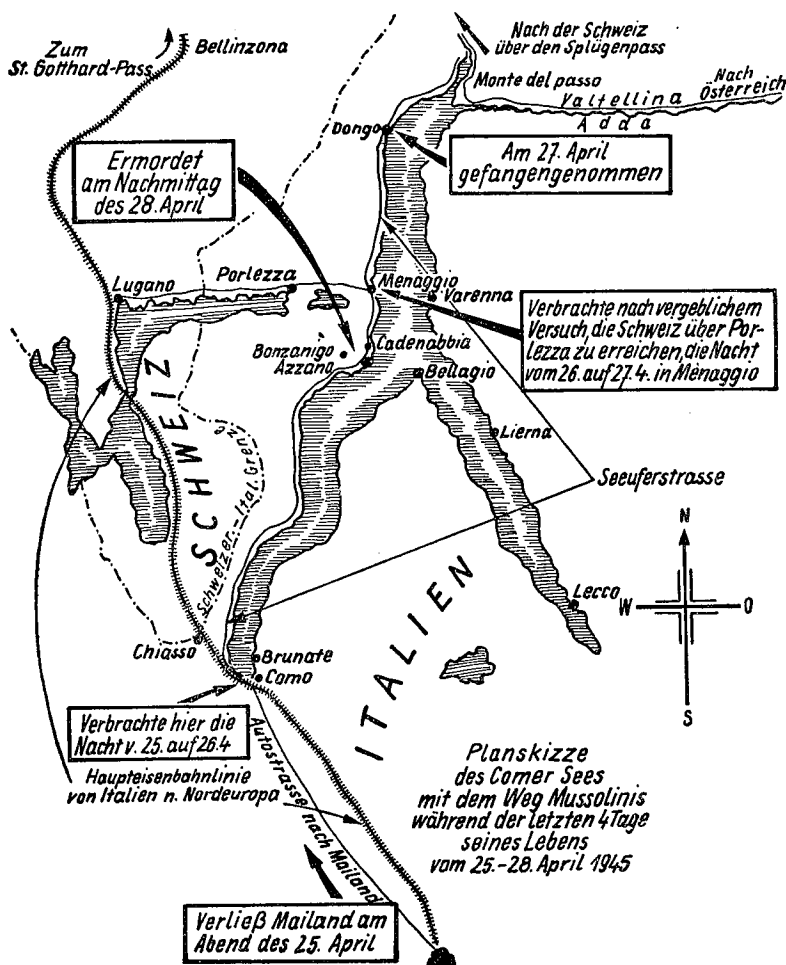 Zum
St. Gotthard-Pass
Bellinzona
Nach der Schweiz
über den Splügenpass
Monte del passo
Valtellina
Adda
Nach
Österreich
Dongo
Ermordet
am Nachmittag
des 28. April
Am 27. April
gefangengenommen
Lugano
Porlezza
Menaggio
Varenna
Verbrachte nach vergeblichem
Versuch, die Schweiz über Por-
lezza zu erreichen, die Nacht
vom 26. auf 27.4. in Menaggio
Bonzanigo
Azzano
Cadenabbia
Bellagio
Lierna
SCHWEIZ
Schweizer.-Ital. Grenze
Seeuferstrasse
Lecco
N
W
O
S
ITALIEN
Chiasso
Brunate
Como
Verbrachte hier die
Nacht v. 25. auf 26.4
Haupteisenbahnlinie
von Italien n. Nordeuropa
Autostrasse nach Mailand
Planskizze
des Comer Sees
mit dem Weg Mussolinis
während der letzten 4 Tage
seines Lebens
vom 25.-28. April 1945
Verließ Mailand am
Abend des 25. April